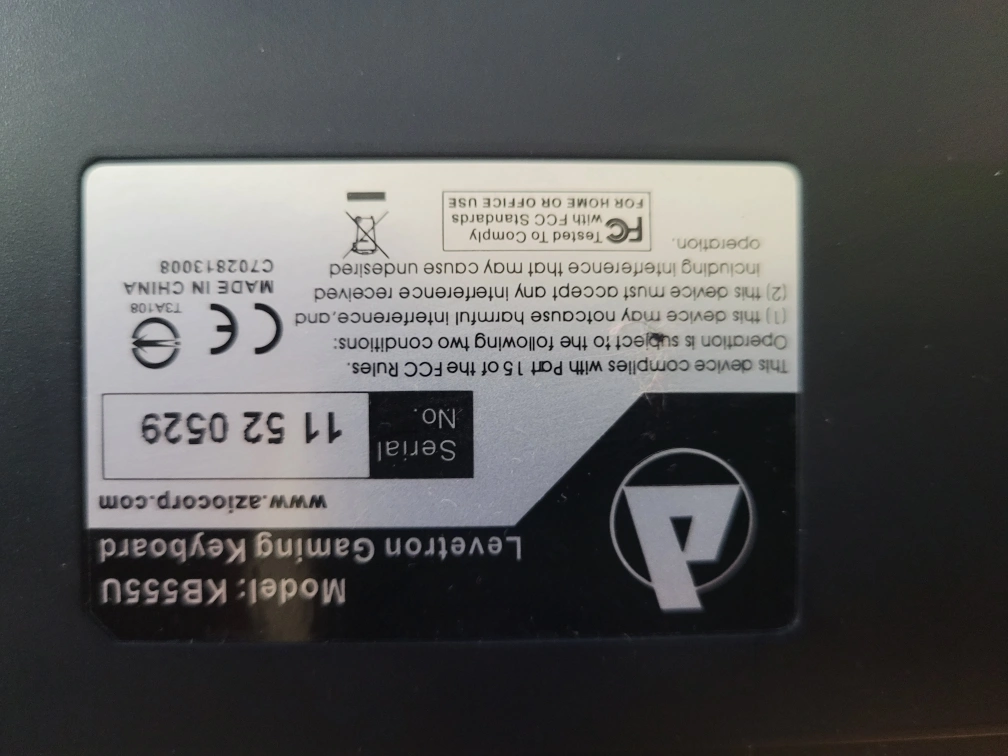 Model: KB555U
Levetron Gaming Keyboard
www.aziocorp.com
Serial No.
11 52 0529
This device complies with Part 15 of the FCC Rules.
Operation is subject to the following two conditions:
(1) this device may notcause harmful interference,and,
(2) this device must accept any interference received
including interference that may cause undesired
operation.
CE
T3A108
MADE IN CHINA
C702813008
FC Tested To Comply
with FCC Standards
FOR HOME OR OFFICE USE